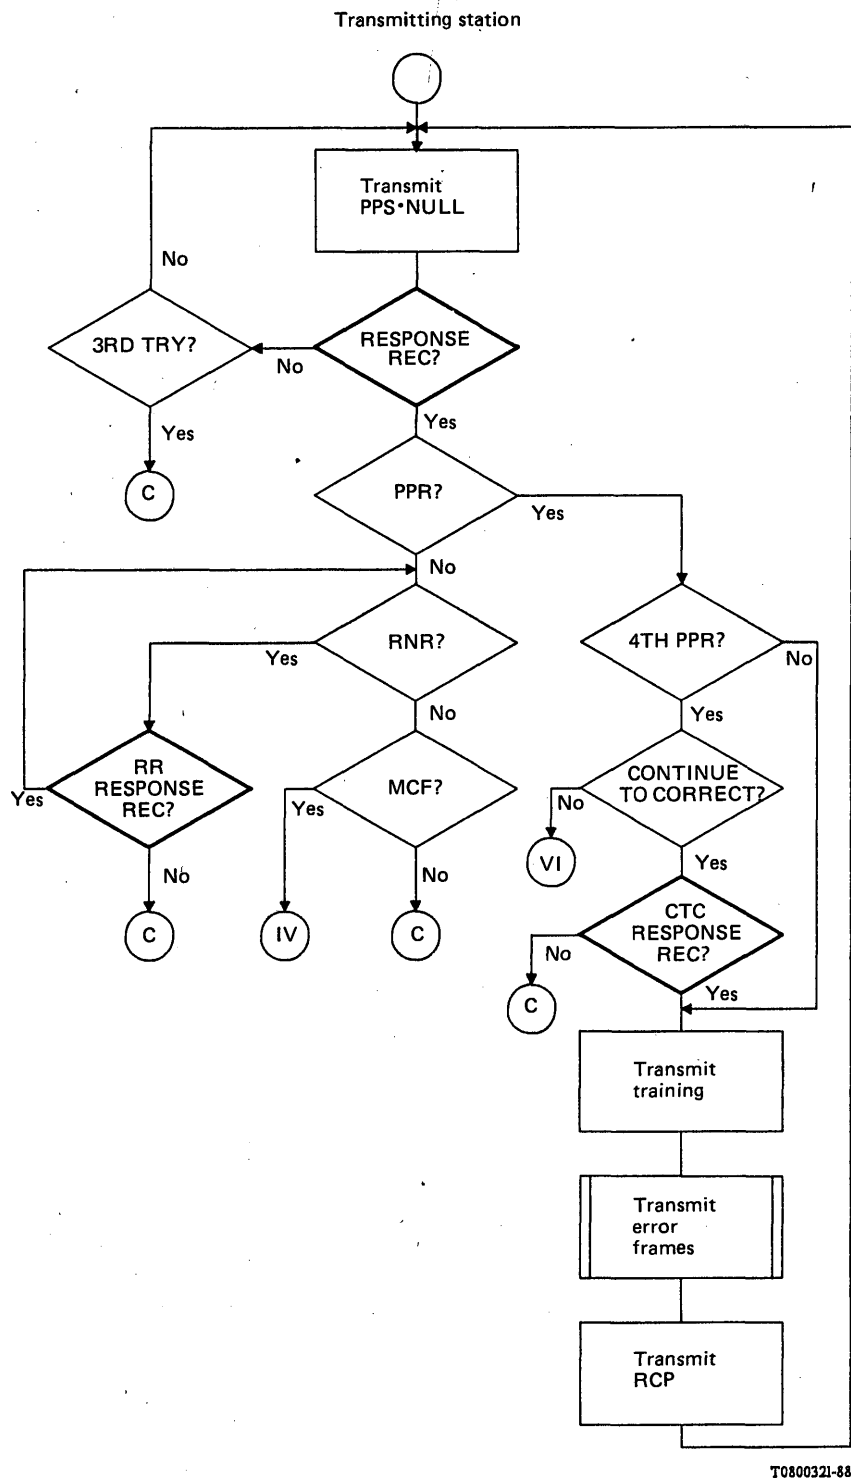 Transmitting station
Transmit
PPS•NULL
No
3RD TRY?
No
RESPONSE
REC?
Yes
Yes
C
PPR?
Yes
No
RNR?
Yes
4TH PPR?
No
No
Yes
RR
RESPONSE
REC?
Yes
MCF?
Yes
CONTINUE
TO CORRECT?
No
VI
Yes
No
No
C
IV
C
CTC
RESPONSE
REC?
No
C
Yes
Transmit
training
Transmit
error
frames
Transmit
RCP
T0800321-88